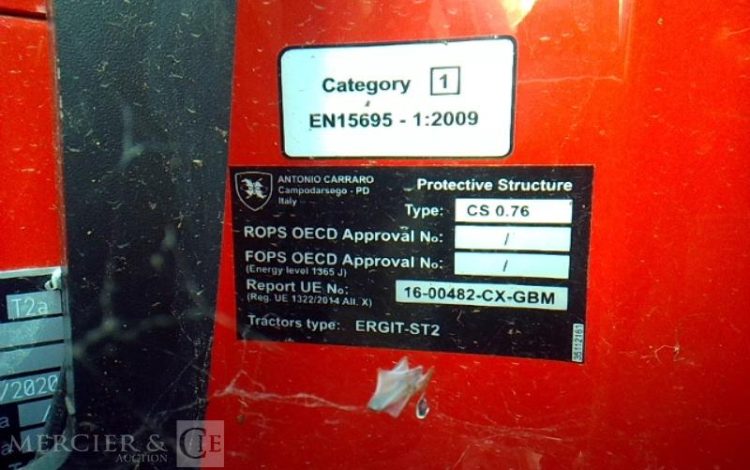 Category 1
EN15695 - 1:2009
ANTONIO CARRARO
Campodarsego - PD
Italy
Protective Structure
Type: CS 0.76
ROPS OECD Approval No: /
FOPS OECD Approval No: /
(Energy level 1365 J)
Report UE No: 16-00482-CX-GBM
(Reg. UE 1322/2014 All. X)
Tractors type: ERGIT-ST2
35112161
T2a
/2020
a /
a
MERCIER & CIE
AUCTION